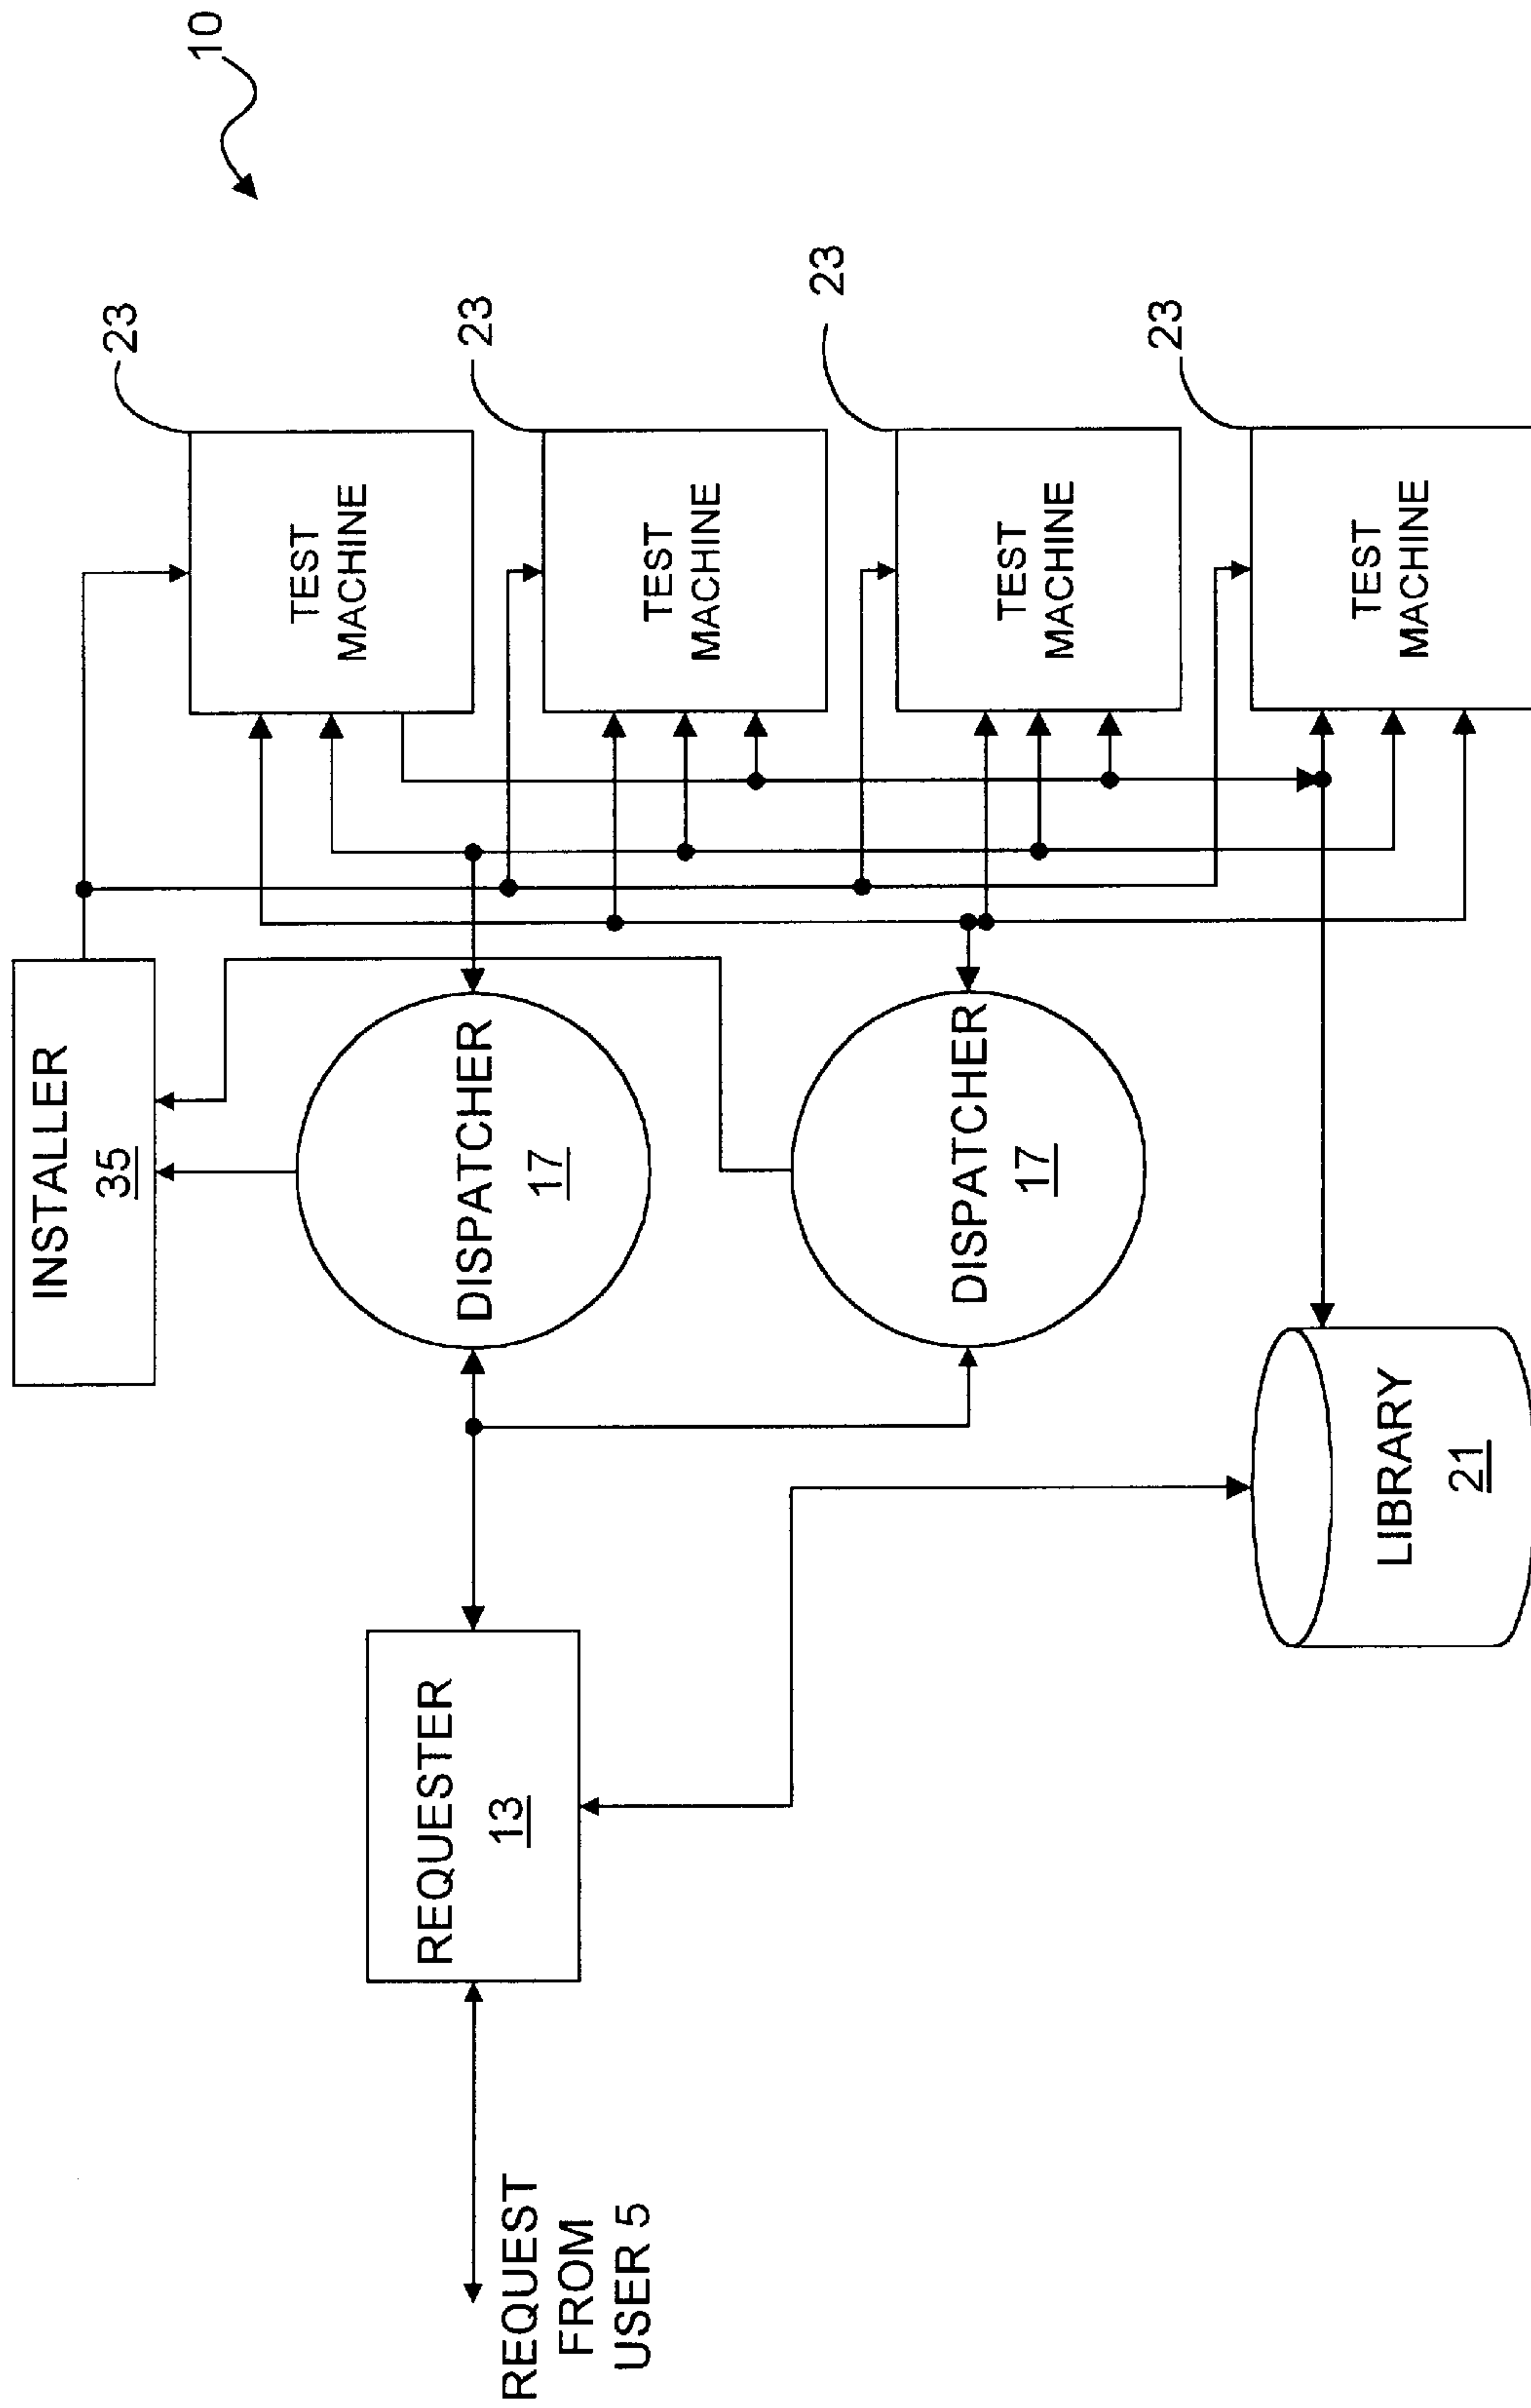 10
INSTALLER
35
23
TEST
MACHINE
23
TEST
MACHINE
23
TEST
MACHINE
23
TEST
MACHINE
DISPATCHER
17
DISPATCHER
17
REQUESTER
13
LIBRARY
21
REQUEST
FROM
USER 5